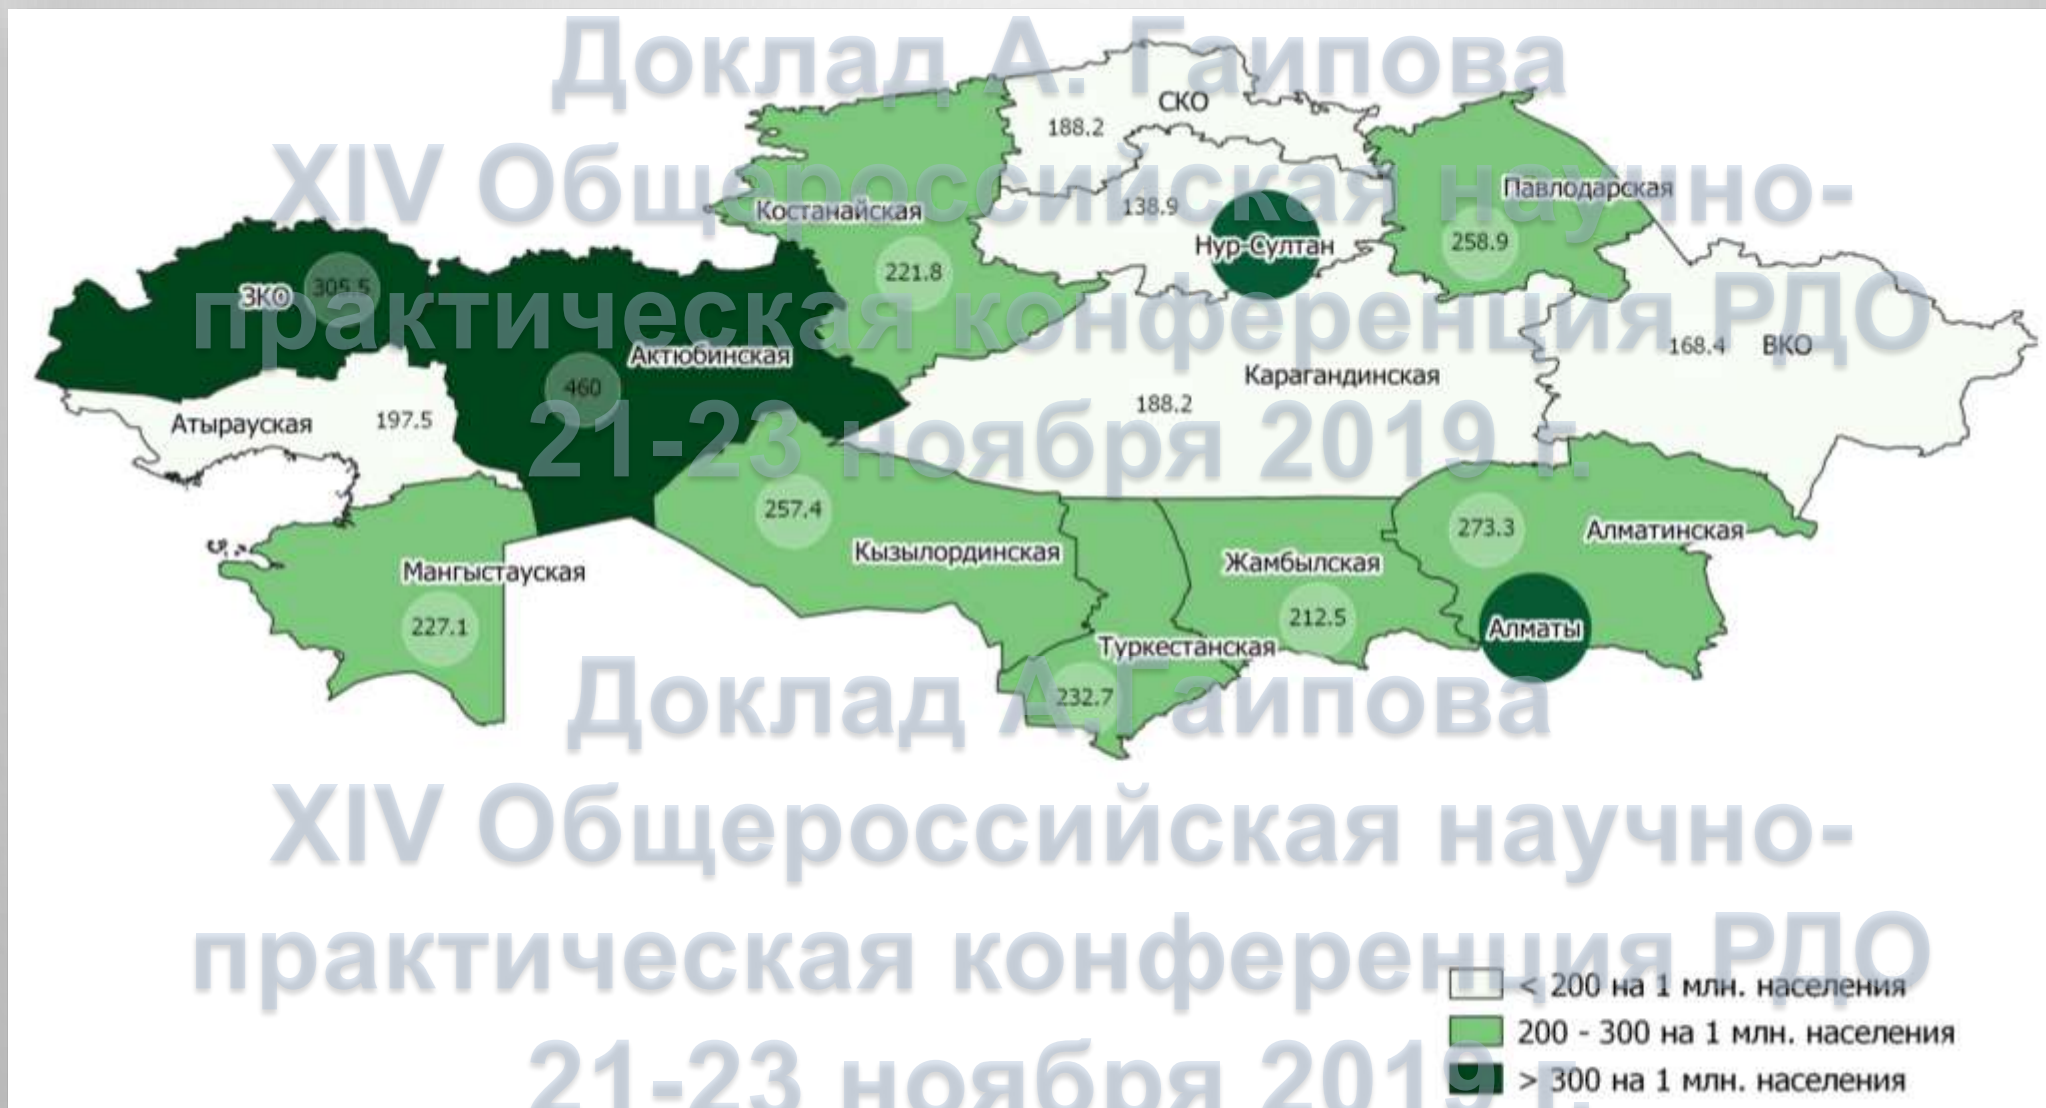 Доклад А. Гаипова
XIV Общероссийская научно-
практическая конференция РДО
21-23 ноября 2019 г.
СКО
188.2
138.9
Нур-Султан
Павлодарская
258.9
Костанайская
221.8
ЗКО
305.5
Актюбинская
460
Атырауская
197.5
Карагандинская
188.2
168.4
ВКО
Мангыстауская
227.1
257.4
Кызылординская
Туркестанская
232.7
Жамбылская
212.5
273.3
Алматинская
Алматы
Доклад А.Гаипова
XIV Общероссийская научно-
практическая конференция РДО
21-23 ноября 2019 г.
< 200 на 1 млн. населения
200 - 300 на 1 млн. населения
> 300 на 1 млн. населения